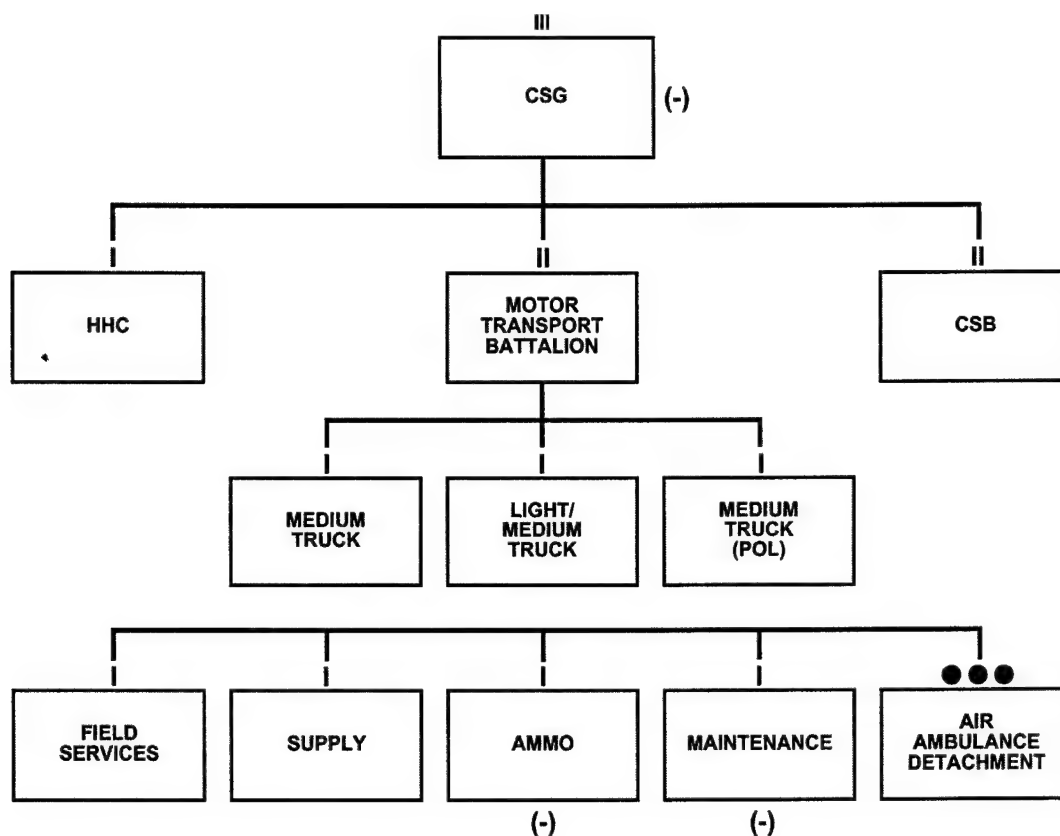 III
CSG
(-)
I
HHC
II
MOTOR
TRANSPORT
BATTALION
II
CSB
I
MEDIUM
TRUCK
I
LIGHT/
MEDIUM
TRUCK
I
MEDIUM
TRUCK
(POL)
I
FIELD
SERVICES
I
SUPPLY
I
AMMO
(-)
I
MAINTENANCE
(-)
●●●
AIR
AMBULANCE
DETACHMENT